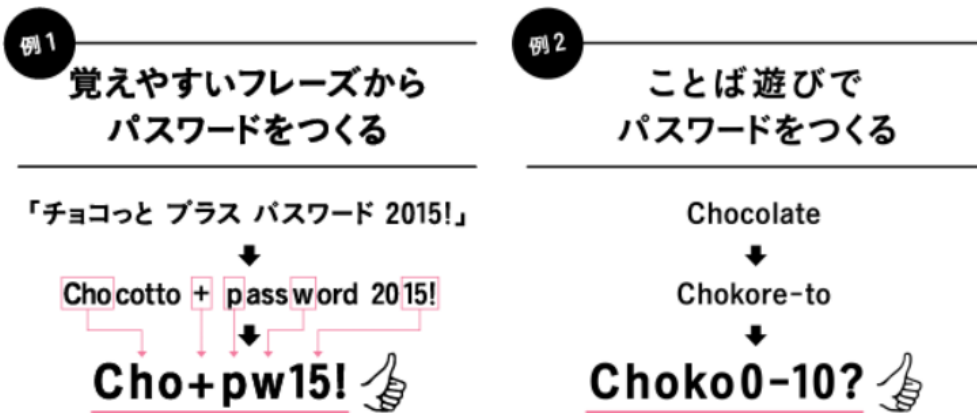 例1
覚えやすいフレーズから
パスワードをつくる
「チョコっと プラス パスワード 2015!」
Chocotto + password 2015!
Cho+pw15!
例2
ことば遊びで
パスワードをつくる
Chocolate
Chokore-to
Choko0-10?